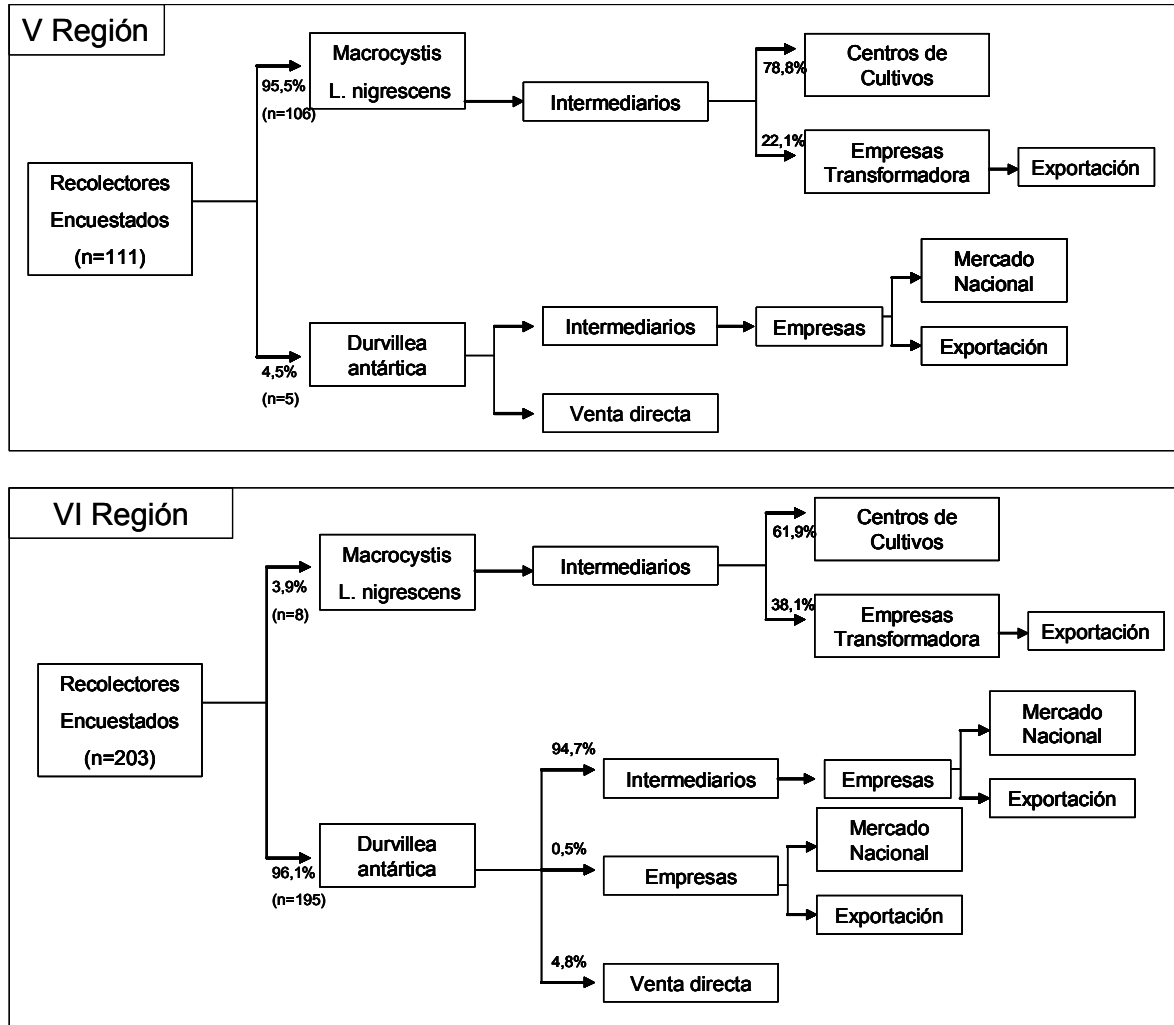 V Región
Recolectores
Encuestados
(n=111)
95,5%
(n=106)
Macrocystis
L. nigrescens
Intermediarios
78,8%
Centros de
Cultivos
22,1%
Empresas
Transformadora
Exportación
4,5%
(n=5)
Durvillea
antártica
Intermediarios
Empresas
Mercado
Nacional
Exportación
Venta directa
VI Región
Recolectores
Encuestados
(n=203)
3,9%
(n=8)
Macrocystis
L. nigrescens
Intermediarios
61,9%
Centros de
Cultivos
38,1%
Empresas
Transformadora
Exportación
96,1%
(n=195)
Durvillea
antártica
94,7%
Intermediarios
Empresas
Mercado
Nacional
Exportación
0,5%
Empresas
Mercado
Nacional
Exportación
4,8%
Venta directa